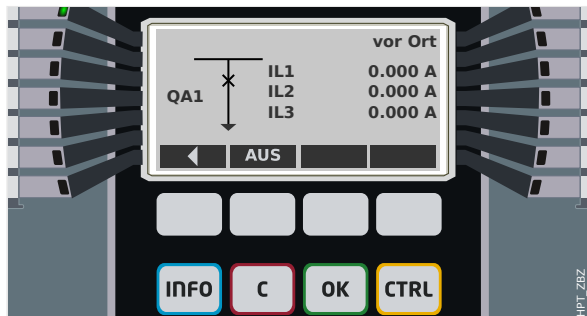 vor Ort
QA1
IL1 0.000 A
IL2 0.000 A
IL3 0.000 A
AUS
INFO C OK CTRL
HPT_ZBZ